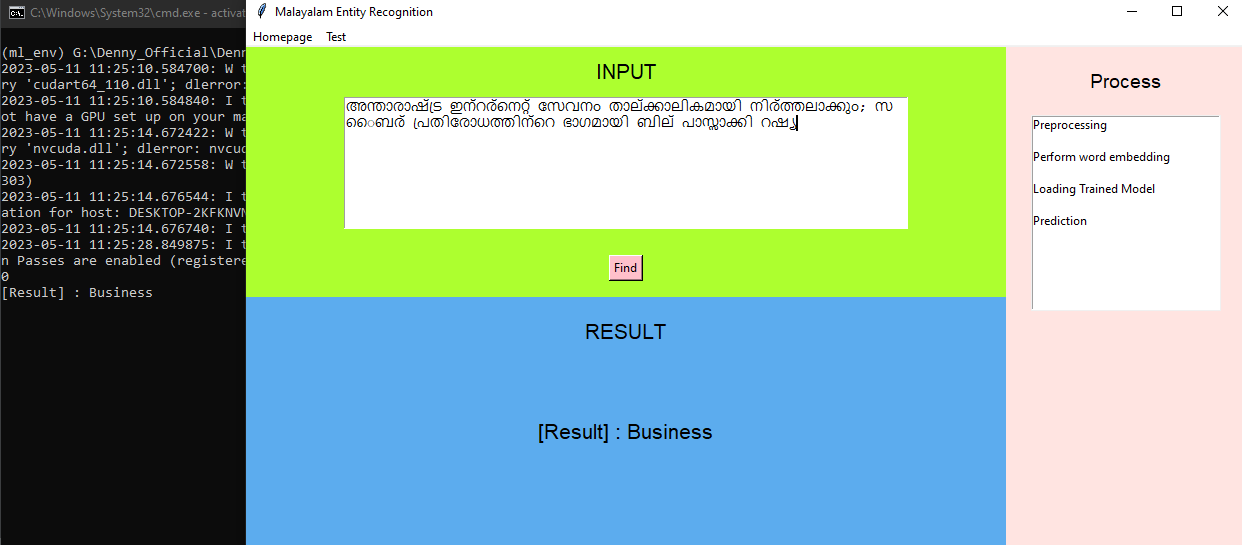 C:\Windows\System32\cmd.exe - activat
(ml_env) G:\Denny_Official\Denn
2023-05-11 11:25:10.584700: W t
ry 'cudart64_110.dll'; dlerror:
2023-05-11 11:25:10.584840: I t
ot have a GPU set up on your ma
2023-05-11 11:25:14.672422: W t
ry 'nvcuda.dll'; dlerror: nvcud
2023-05-11 11:25:14.672558: W t
303)
2023-05-11 11:25:14.676544: I t
ation for host: DESKTOP-2KFKNVN
2023-05-11 11:25:14.676740: I t
2023-05-11 11:25:28.849875: I t
n Passes are enabled (registere
0
[Result] : Business
Malayalam Entity Recognition
Homepage Test
INPUT
അന്താരാഷ്ട്ര ഇന്റര്നെറ്റ് സേവനം താല്ക്കാലികമായി നിര്ത്തലാക്കും; സ
ൈബര് പ്രതിരോധത്തിന്റെ ഭാഗമായി ബില് പാസ്സാക്കി റഷ്യ
Find
RESULT
[Result] : Business
Process
Preprocessing
Perform word embedding
Loading Trained Model
Prediction